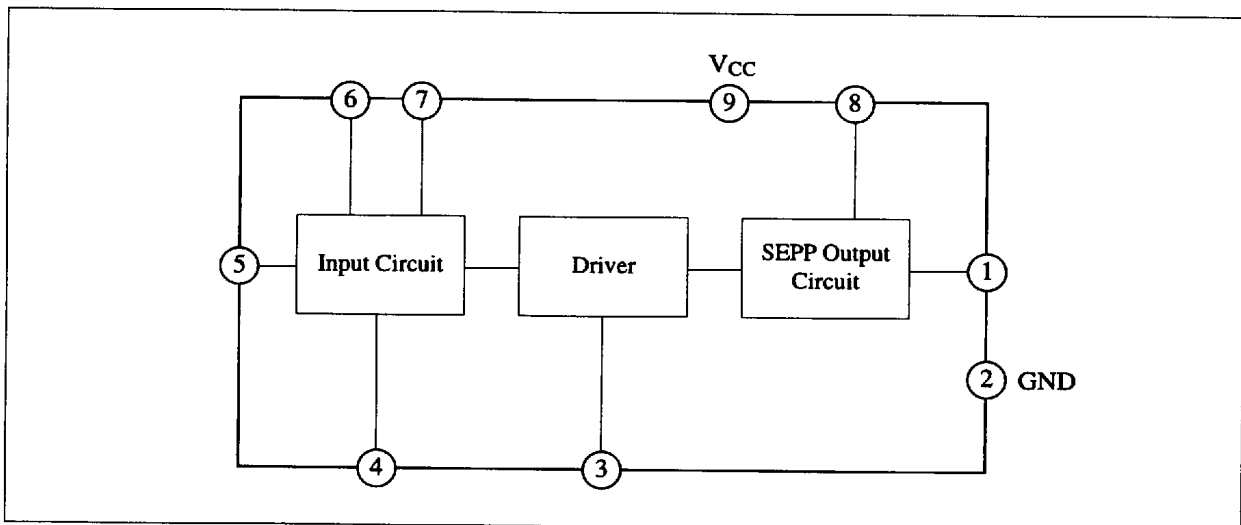 VCC
6
7
9
8
Input Circuit
Driver
SEPP Output
Circuit
5
1
2
GND
4
3